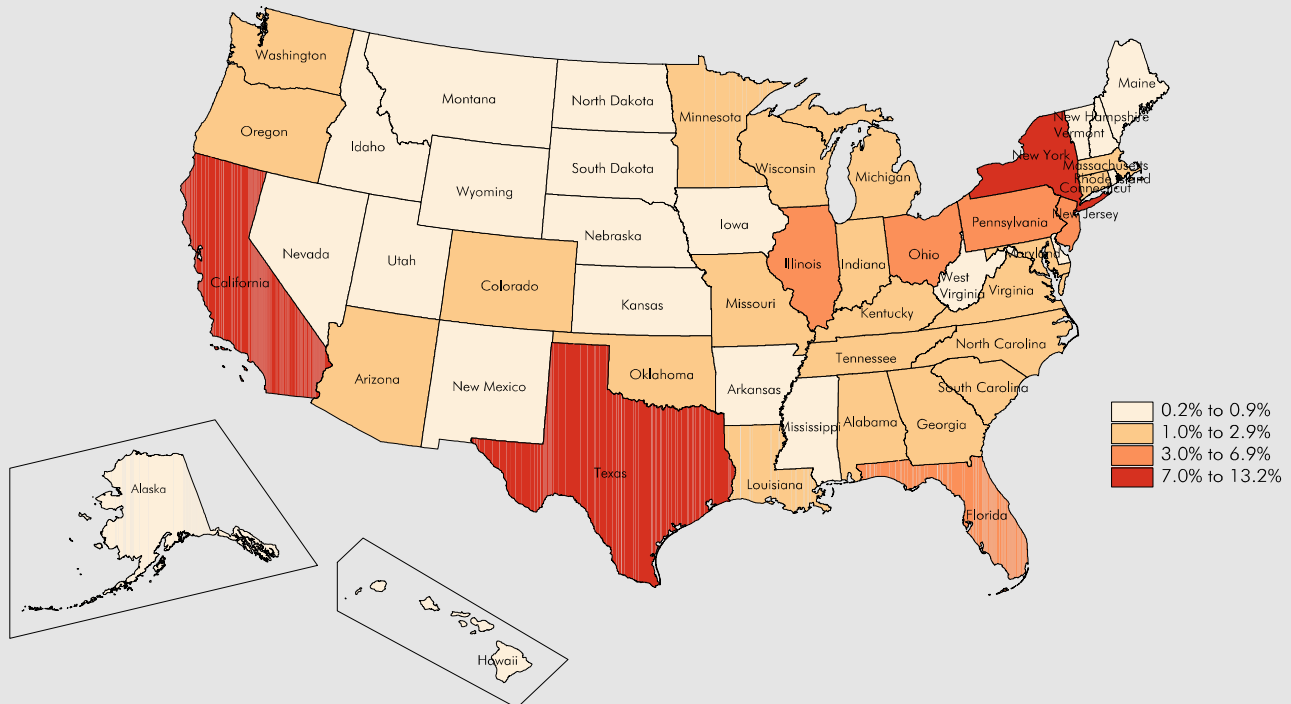 Washington
Maine
Montana
North Dakota
Minnesota
New Hampshire
Vermont
Oregon
Idaho
New York
Massachusetts
Wisconsin
South Dakota
Michigan
Rhode Island
Connecticut
Wyoming
New Jersey
Pennsylvania
Iowa
Nebraska
Nevada
Utah
Illinois
Indiana
Ohio
Maryland
West
Virginia
Virginia
California
Colorado
Kansas
Missouri
Kentucky
North Carolina
Tennessee
Arizona
New Mexico
Oklahoma
Arkansas
South Carolina
Mississippi
Alabama
Georgia
Texas
Louisiana
Florida
Alaska
Hawaii
0.2% to 0.9%
1.0% to 2.9%
3.0% to 6.9%
7.0% to 13.2%